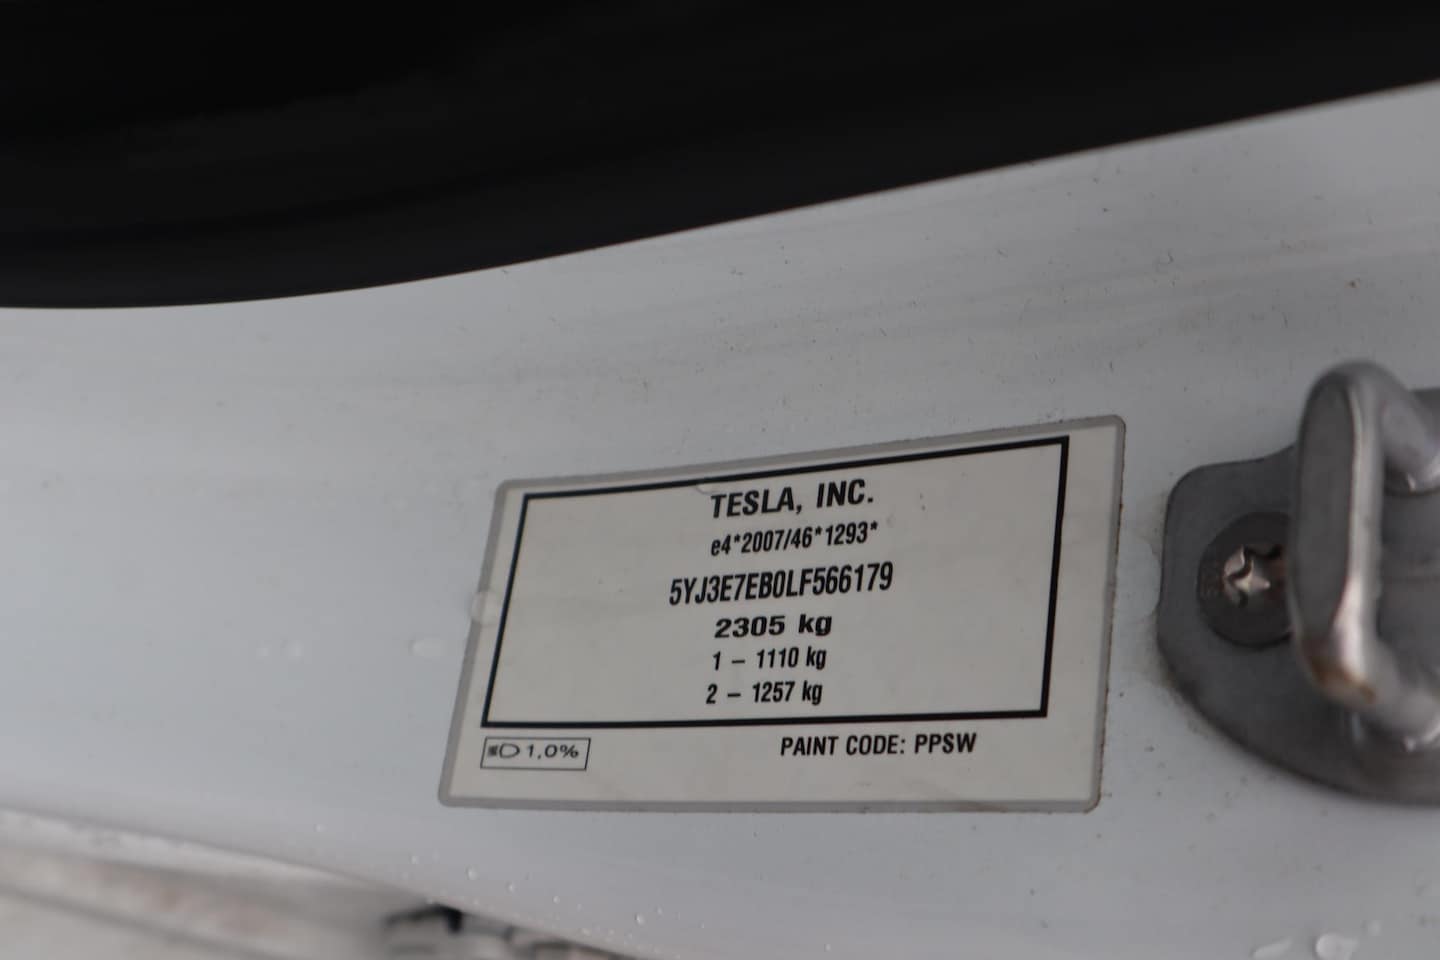 TESLA, INC.
e4*2007/46*1293*
5YJ3E7EB0LF566179
2305 kg
1 – 1110 kg
2 – 1257 kg
1,0%
PAINT CODE: PPSW